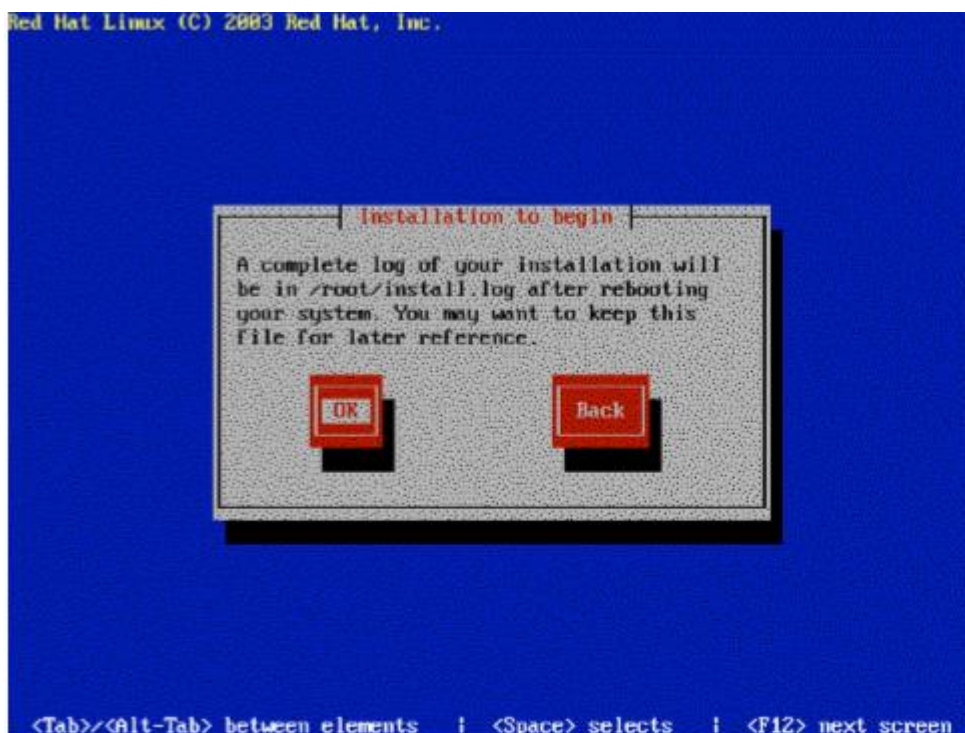 Red Hat Linux (C) 2003 Red Hat, Inc.
Installation to begin
A complete log of your installation will
be in /root/install.log after rebooting
your system. You may want to keep this
file for later reference.
OK Back
<Tab>/<Alt-Tab> between elements | <Space> selects | <F12> next screen